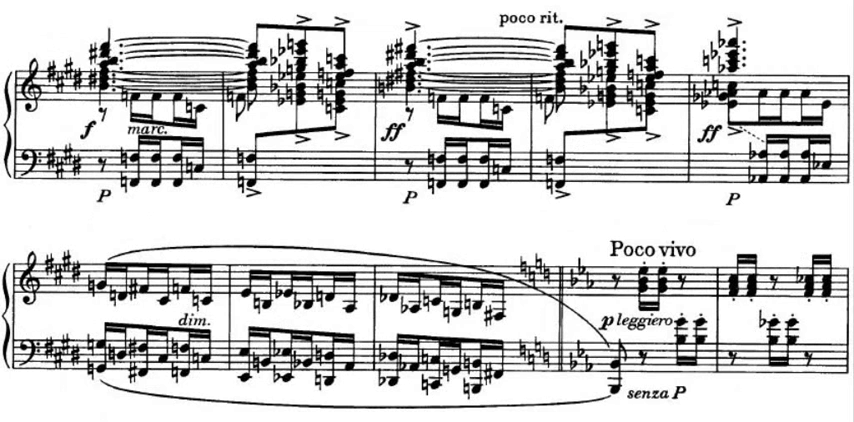 poco rit.
f marc. ff ff
P P P
Poco vivo
dim. p leggiero
senza P